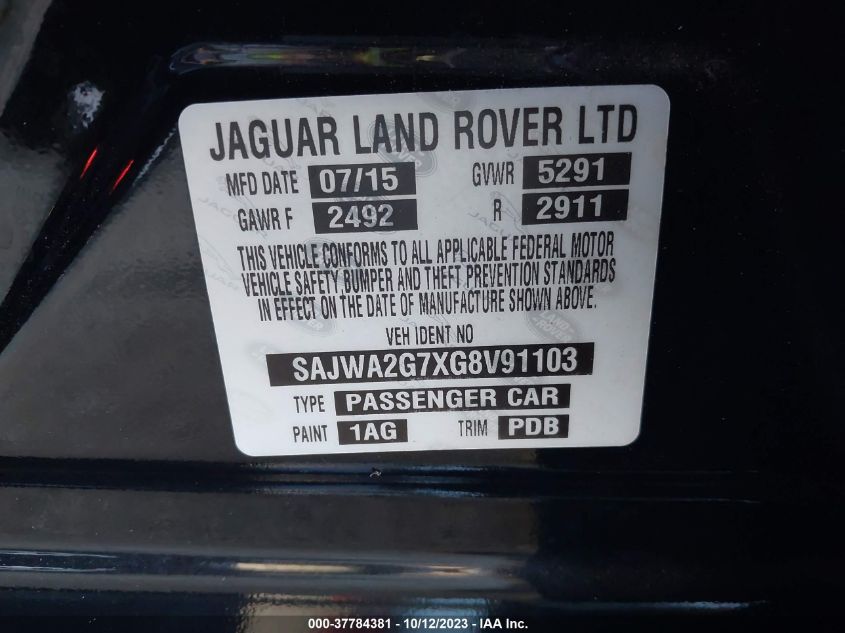 JAGUAR LAND ROVER LTD
MFD DATE 07/15 GVWR 5291
GAWR F 2492 R 2911
THIS VEHICLE CONFORMS TO ALL APPLICABLE FEDERAL MOTOR
VEHICLE SAFETY BUMPER AND THEFT PREVENTION STANDARDS
IN EFFECT ON THE DATE OF MANUFACTURE SHOWN ABOVE.
VEH IDENT NO
SAJWA2G7XG8V91103
TYPE PASSENGER CAR
PAINT 1AG TRIM PDB
000-37784381 - 10/12/2023 - IAA Inc.